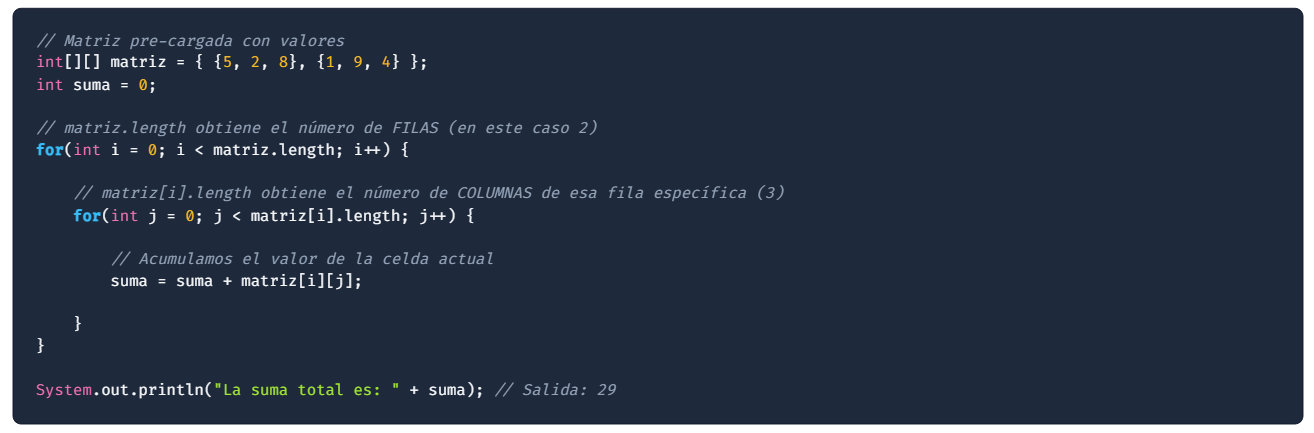 // Matriz pre-cargada con valores
int[][] matriz = { {5, 2, 8}, {1, 9, 4} };
int suma = 0;
// matriz.length obtiene el número de FILAS (en este caso 2)
for(int i = 0; i < matriz.length; i++) {
// matriz[i].length obtiene el número de COLUMNAS de esa fila específica (3)
for(int j = 0; j < matriz[i].length; j++) {
// Acumulamos el valor de la celda actual
suma = suma + matriz[i][j];
}
}
System.out.println("La suma total es: " + suma); // Salida: 29